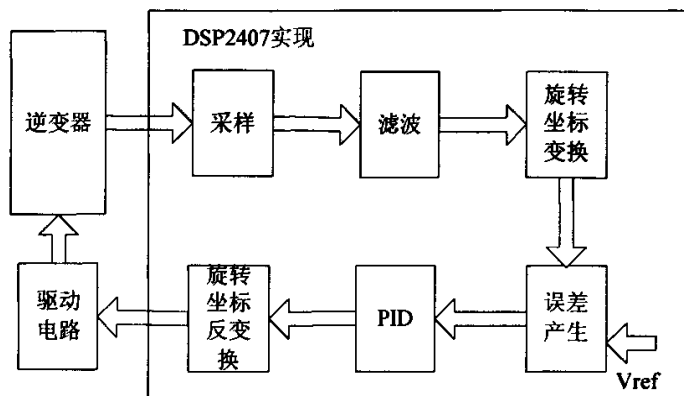 DSP2407实现
逆变器
采样
滤波
旋转
坐标
变换
驱动
电路
旋转
坐标
反变
换
PID
误差
产生
Vref